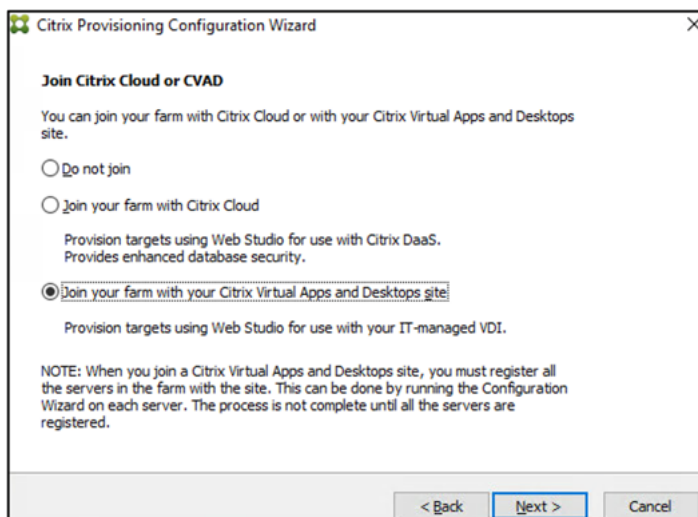 Citrix Provisioning Configuration Wizard
Join Citrix Cloud or CVAD
You can join your farm with Citrix Cloud or with your Citrix Virtual Apps and Desktops
site.
Do not join
Join your farm with Citrix Cloud
Provision targets using Web Studio for use with Citrix DaaS.
Provides enhanced database security.
Join your farm with your Citrix Virtual Apps and Desktops site
Provision targets using Web Studio for use with your IT-managed VDI.
NOTE: When you join a Citrix Virtual Apps and Desktops site, you must register all
the servers in the farm with the site. This can be done by running the Configuration
Wizard on each server. The process is not complete until all the servers are
registered.
< Back Next > Cancel